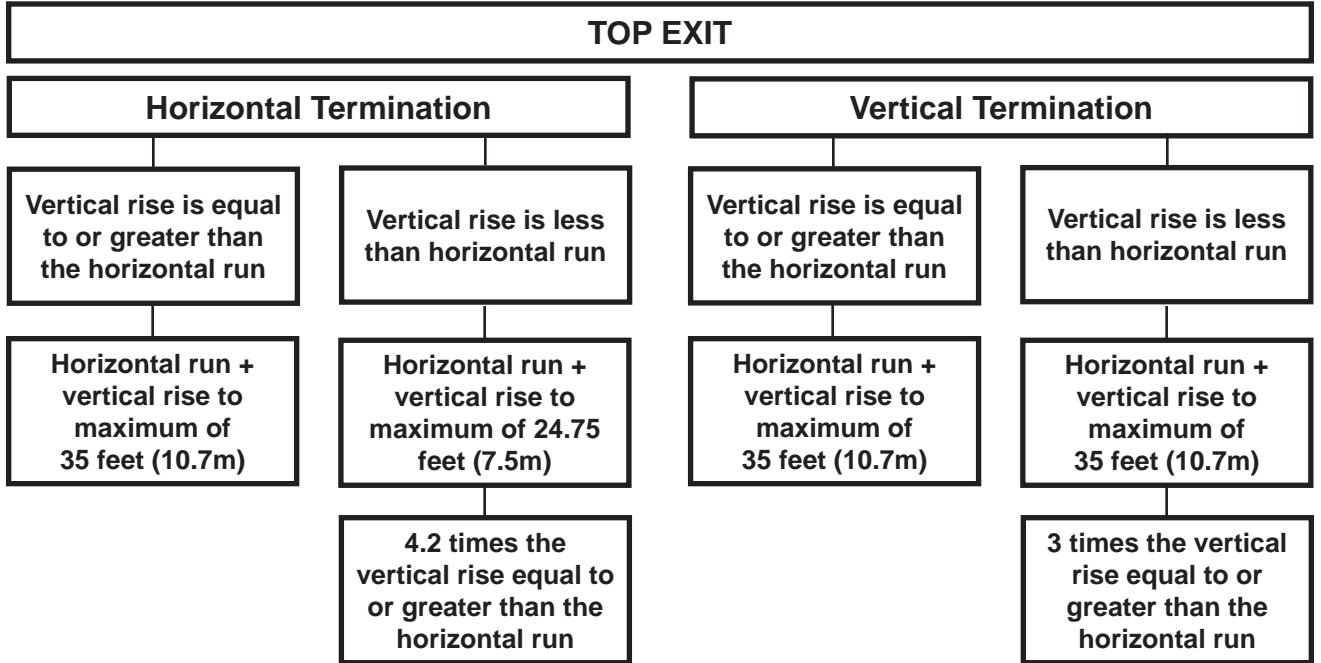 TOP EXIT
Horizontal Termination
Vertical rise is equal
to or greater than
the horizontal run
Horizontal run +
vertical rise to
maximum of
35 feet (10.7m)
Vertical rise is less
than horizontal run
Horizontal run +
vertical rise to
maximum of 24.75
feet (7.5m)
4.2 times the
vertical rise equal to
or greater than the
horizontal run
Vertical Termination
Vertical rise is equal
to or greater than
the horizontal run
Horizontal run +
vertical rise to
maximum of
35 feet (10.7m)
Vertical rise is less
than horizontal run
Horizontal run +
vertical rise to
maximum of
35 feet (10.7m)
3 times the vertical
rise equal to or
greater than the
horizontal run